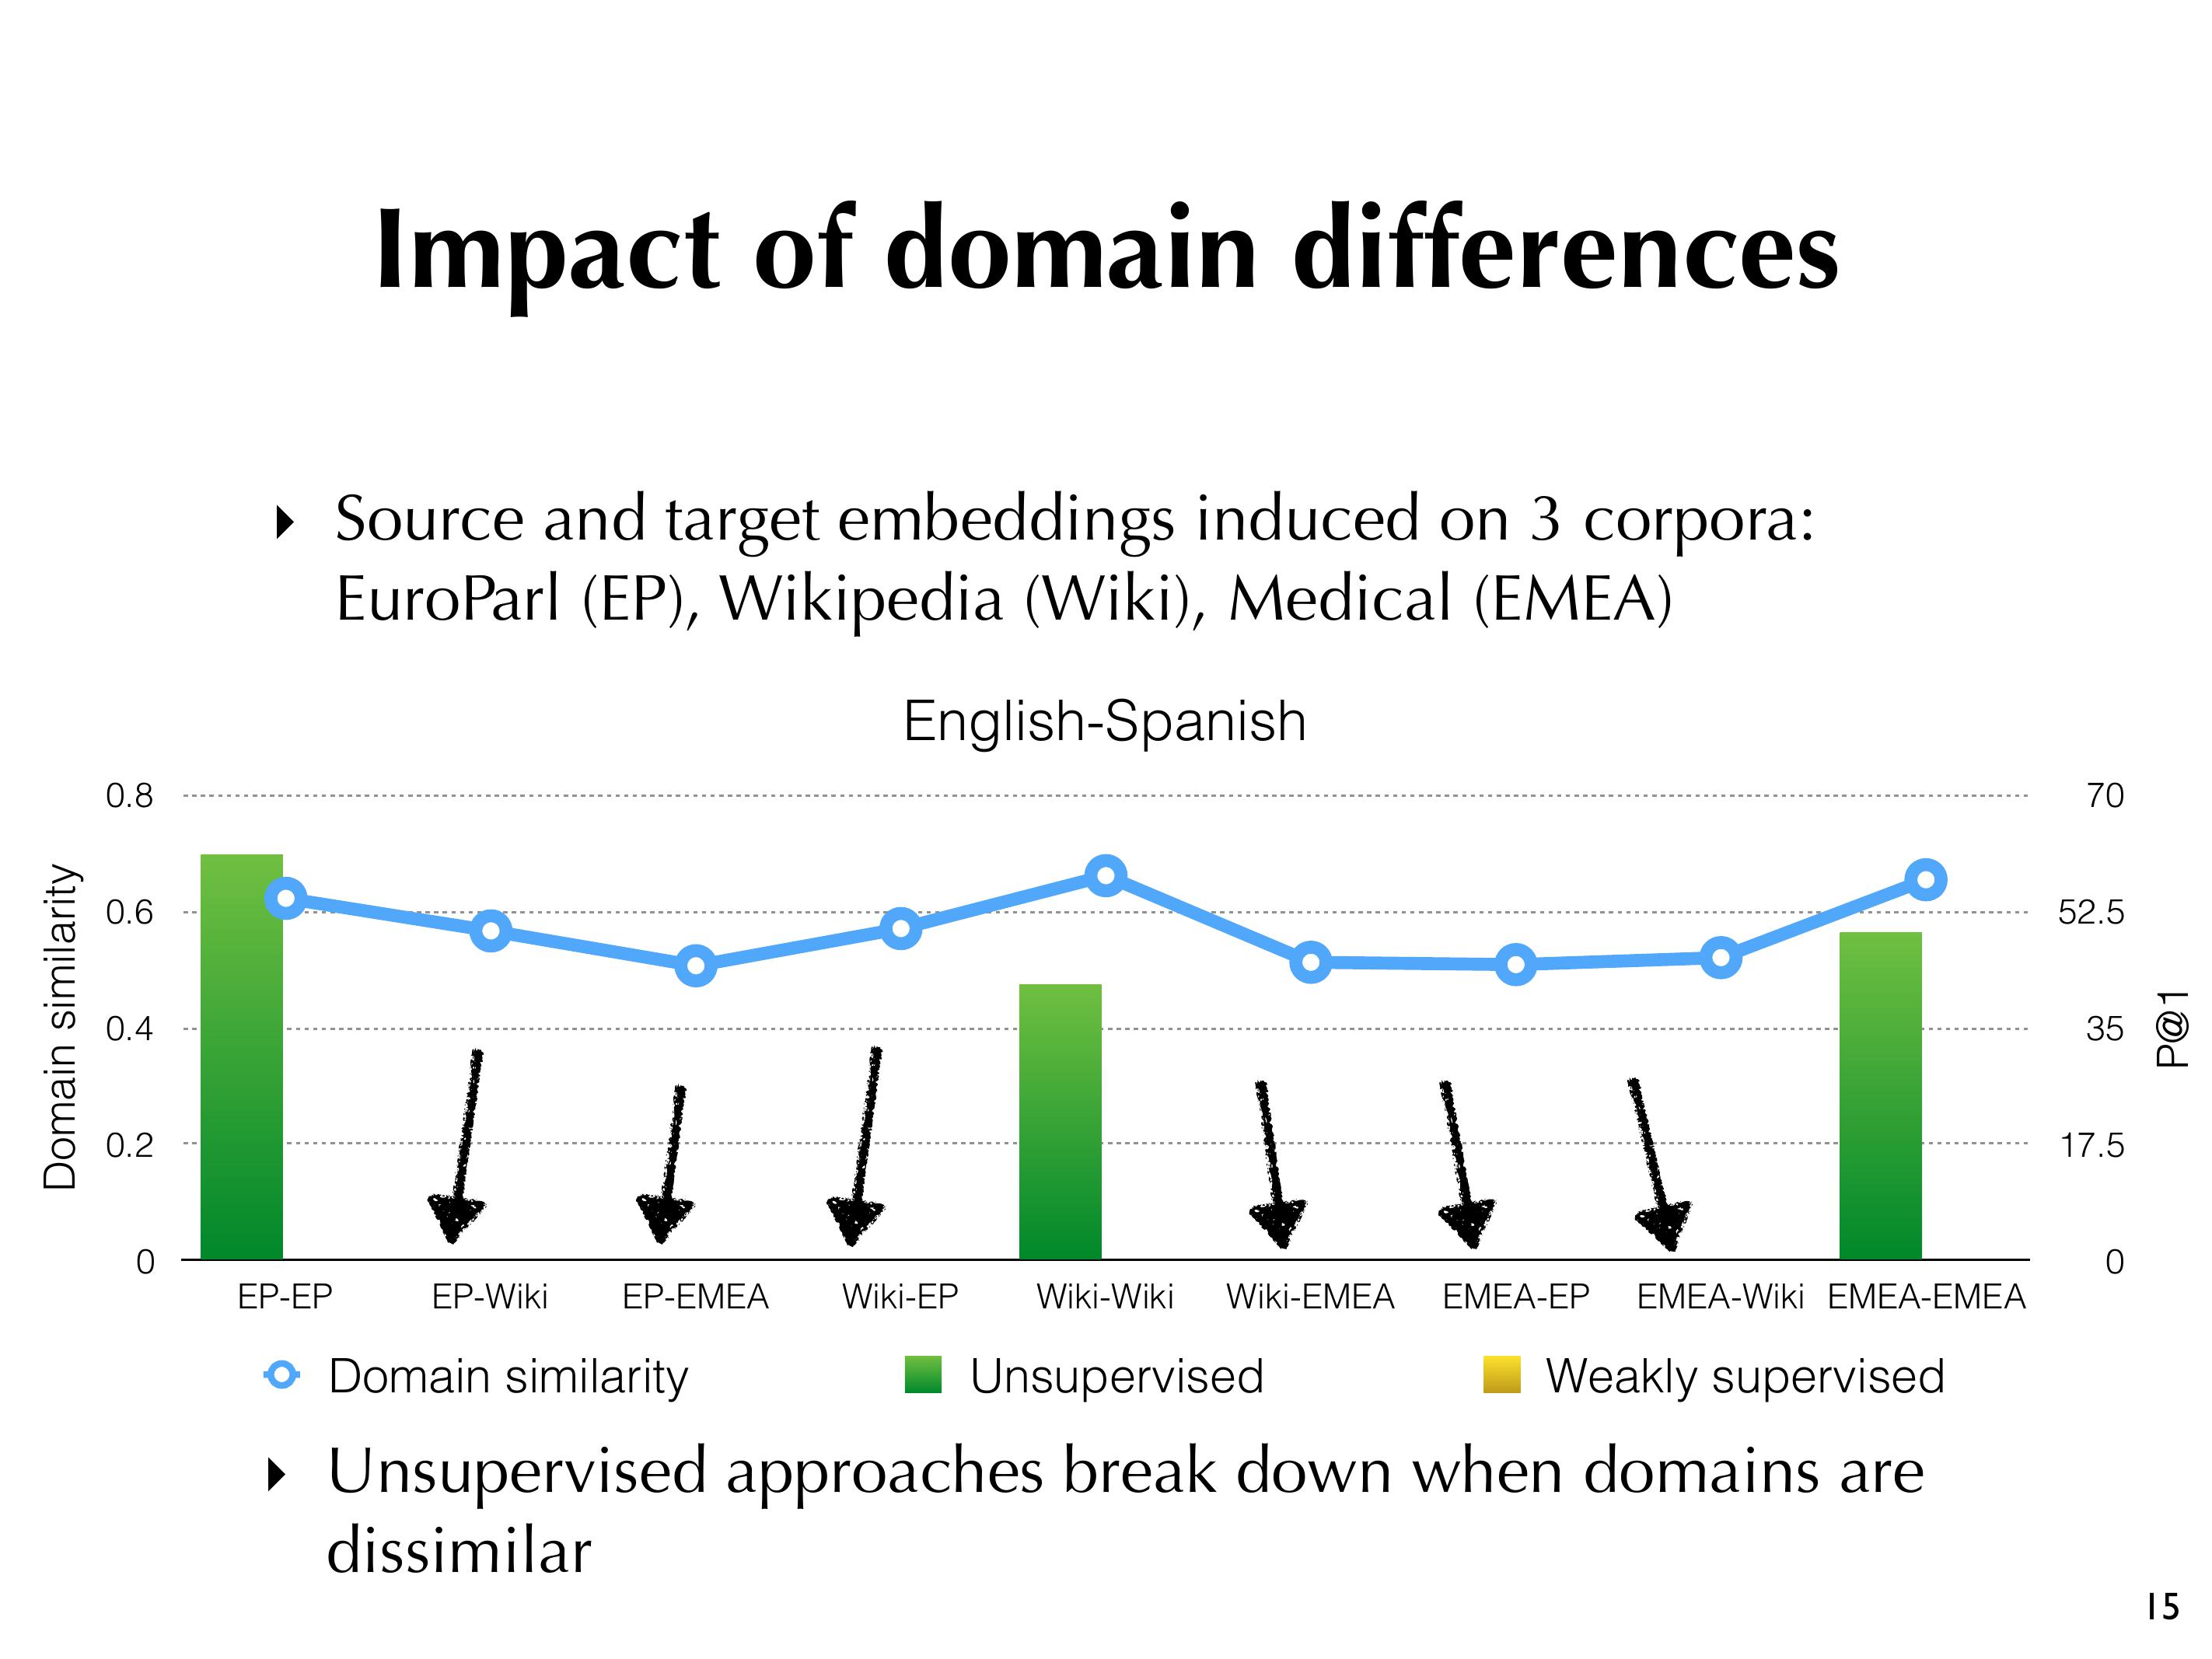 Impact of domain differences
‣ Source and target embeddings induced on 3 corpora:
EuroParl (EP), Wikipedia (Wiki), Medical (EMEA)
English-Spanish
Domain similarity
0.8
0.6
0.4
0.2
0
70
52.5
35
17.5
0
P@1
EP-EP EP-Wiki EP-EMEA Wiki-EP Wiki-Wiki Wiki-EMEA EMEA-EP EMEA-Wiki EMEA-EMEA
Domain similarity Unsupervised Weakly supervised
‣ Unsupervised approaches break down when domains are
dissimilar
15